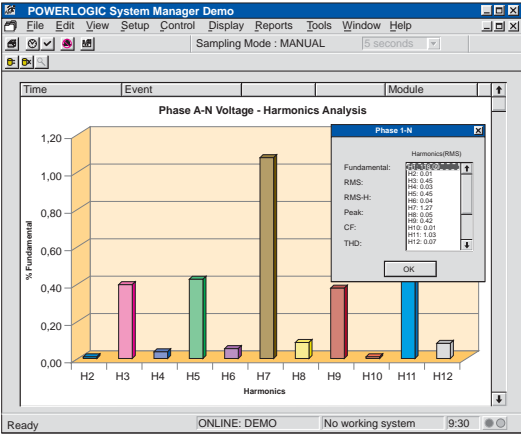 POWERLOGIC System Manager Demo
File Edit View Setup Control Display Reports Tools Window Help
Sampling Mode : MANUAL 5 seconds
Time Event Module
Phase A-N Voltage - Harmonics Analysis
Phase 1-N
Harmonics(RMS)
Fundamental:
RMS:
RMS-H:
Peak:
CF:
THD:
H2: 0.01
H3: 0.45
H4: 0.03
H5: 0.45
H6: 0.04
H7: 1.27
H8: 0.05
H9: 0.42
H10: 0.01
H11: 1.03
H12: 0.07
OK
% Fundamental
1,20
1,00
0,80
0,60
0,40
0,20
0,00
H2 H3 H4 H5 H6 H7 H8 H9 H10 H11 H12
Harmonics
Ready ONLINE: DEMO No working system 9:30